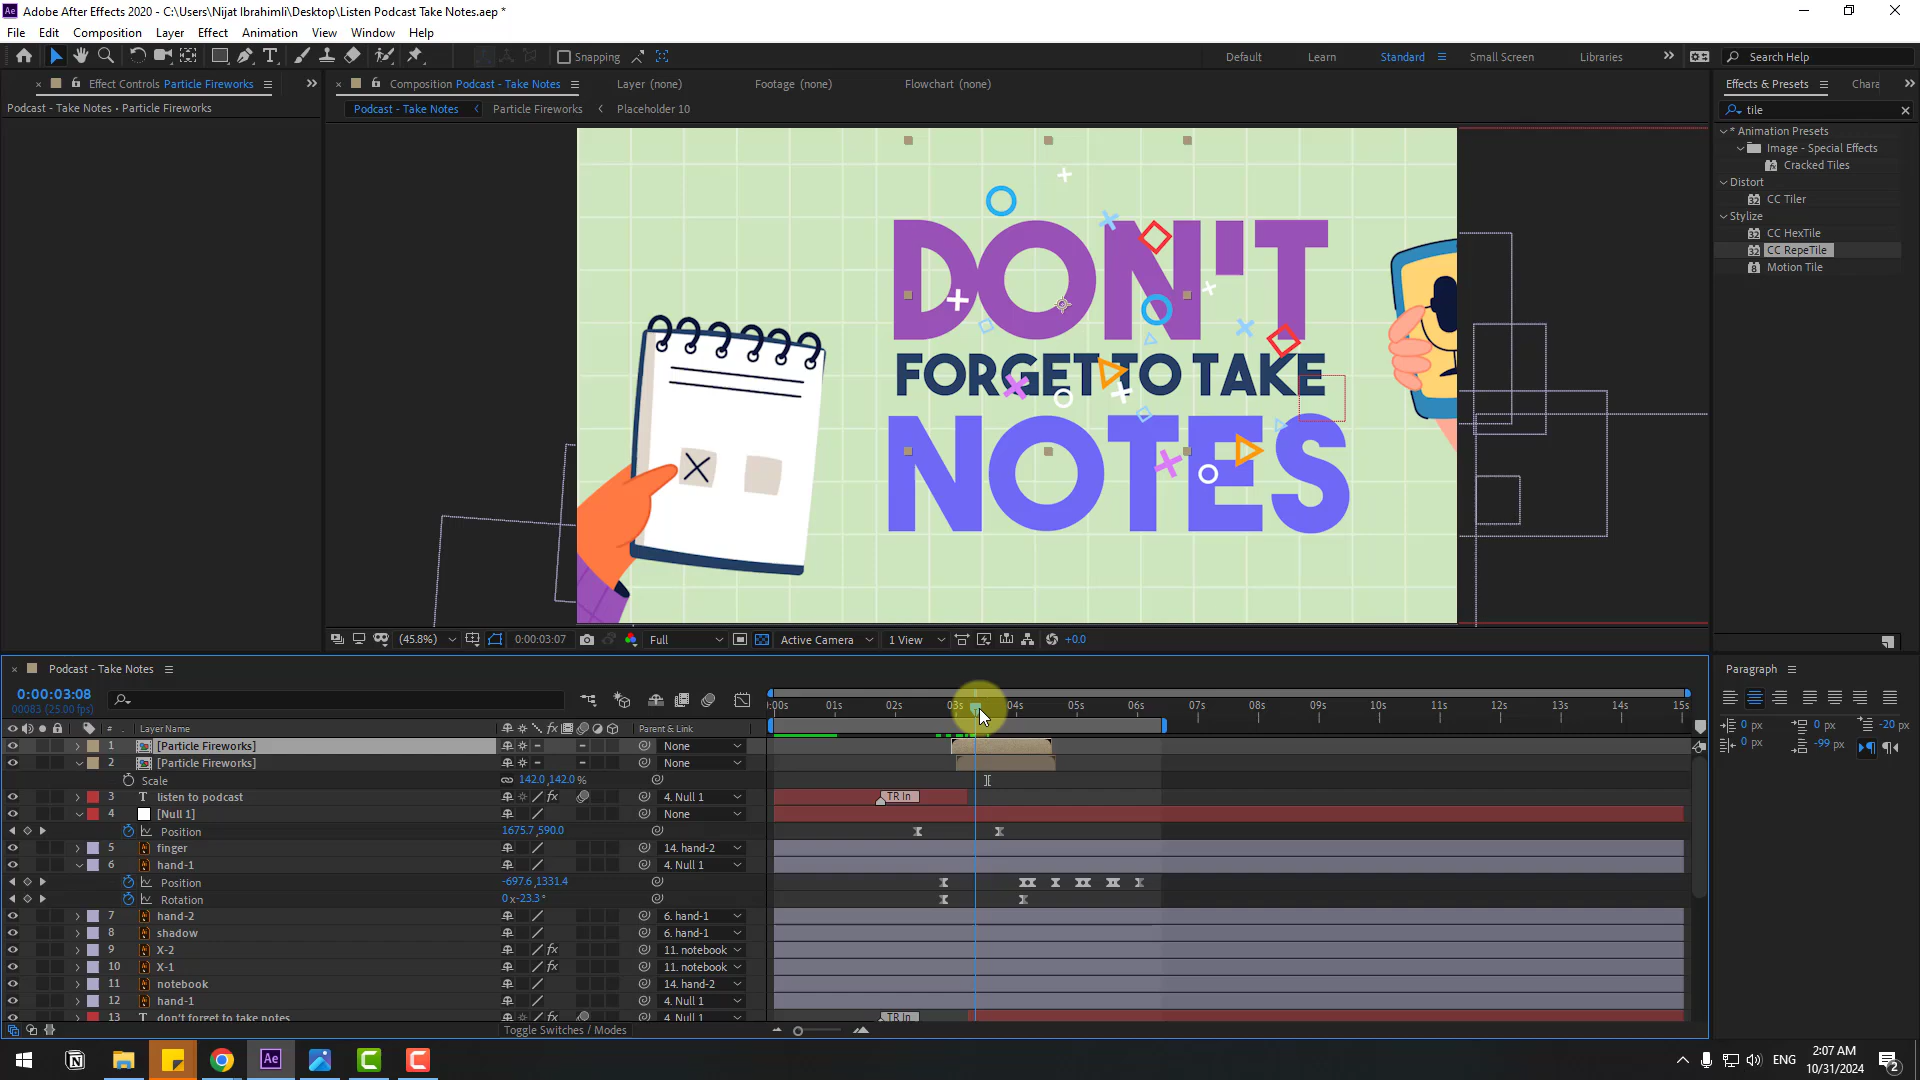 Adobe After Effects 2020 - C:\Users\Nijat Ibrahimli\Desktop\Listen Podcast Take Notes.aep *
File Edit Composition Layer Effect Animation View Window Help
Snapping
Default Learn Standard Small Screen Libraries
Search Help
Effect Controls Particle Fireworks
Composition Podcast - Take Notes
Layer (none)
Footage (none)
Flowchart (none)
Effects & Presets
Chara
Podcast - Take Notes • Particle Fireworks
Podcast - Take Notes Particle Fireworks Placeholder 10
tile
* Animation Presets
Image - Special Effects
Cracked Tiles
Distort
CC Tiler
Stylize
CC HexTile
CC RepeTile
Motion Tile
DON'T
FORGET TO TAKE
NOTES
(45.8%) 0:00:03:07 Full Active Camera 1 View +0.0
Podcast - Take Notes
Paragraph
0:00:03:08
00083 (25.00 fps)
:00s 02s 03s 04s 05s 06s 07s 08s 09s 10s 11s 12s 13s 14s 15s
01s
0 px 0 px -20 px
0 px -99 px
# Layer Name Parent & Link
1 [Particle Fireworks] None
2 [Particle Fireworks] None
Scale 142.0,142.0 %
3 T listen to podcast fx 4. Null 1 TR In
4 [Null 1] None
Position 1675.7,590.0
5 finger 14. hand-2
6 hand-1 4. Null 1
Position -697.6,1331.4
Rotation 0x-23.3°
7 hand-2 6. hand-1
8 shadow 6. hand-1
9 X-2 fx 11. notebook
10 X-1 fx 11. notebook
11 notebook 14. hand-2
12 hand-1 4. Null 1
13 T don't forget to take notes fx 4. Null 1 TR In
Toggle Switches / Modes
Ae
ENG
2:07 AM
10/31/2024
2